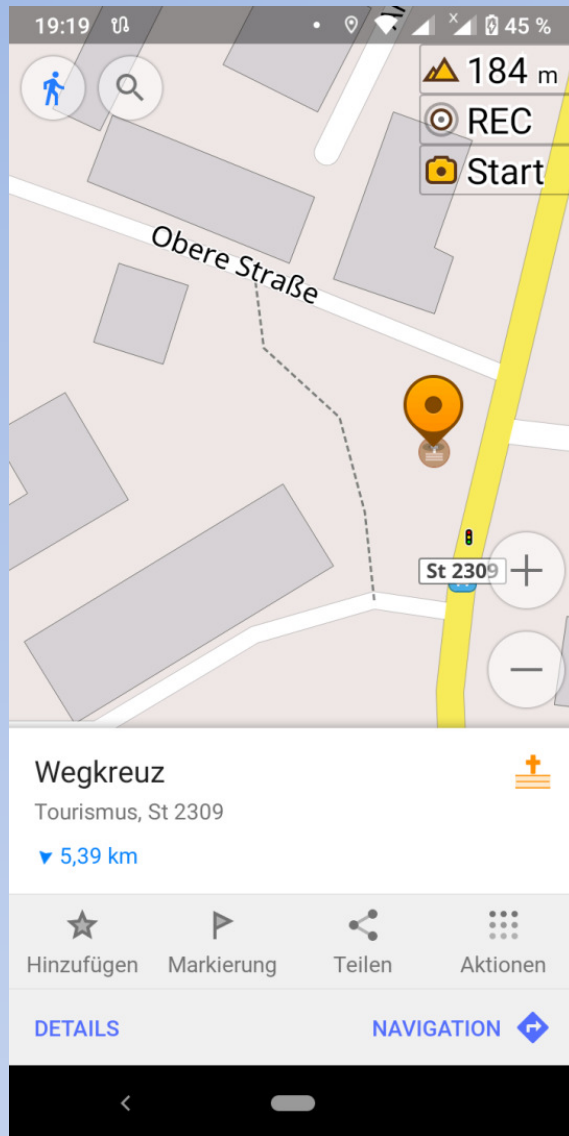 19:19 45 %
184 m
REC
Start
Obere Straße
St 2309
Wegkreuz
Tourismus, St 2309
5,39 km
Hinzufügen Markierung Teilen Aktionen
DETAILS NAVIGATION